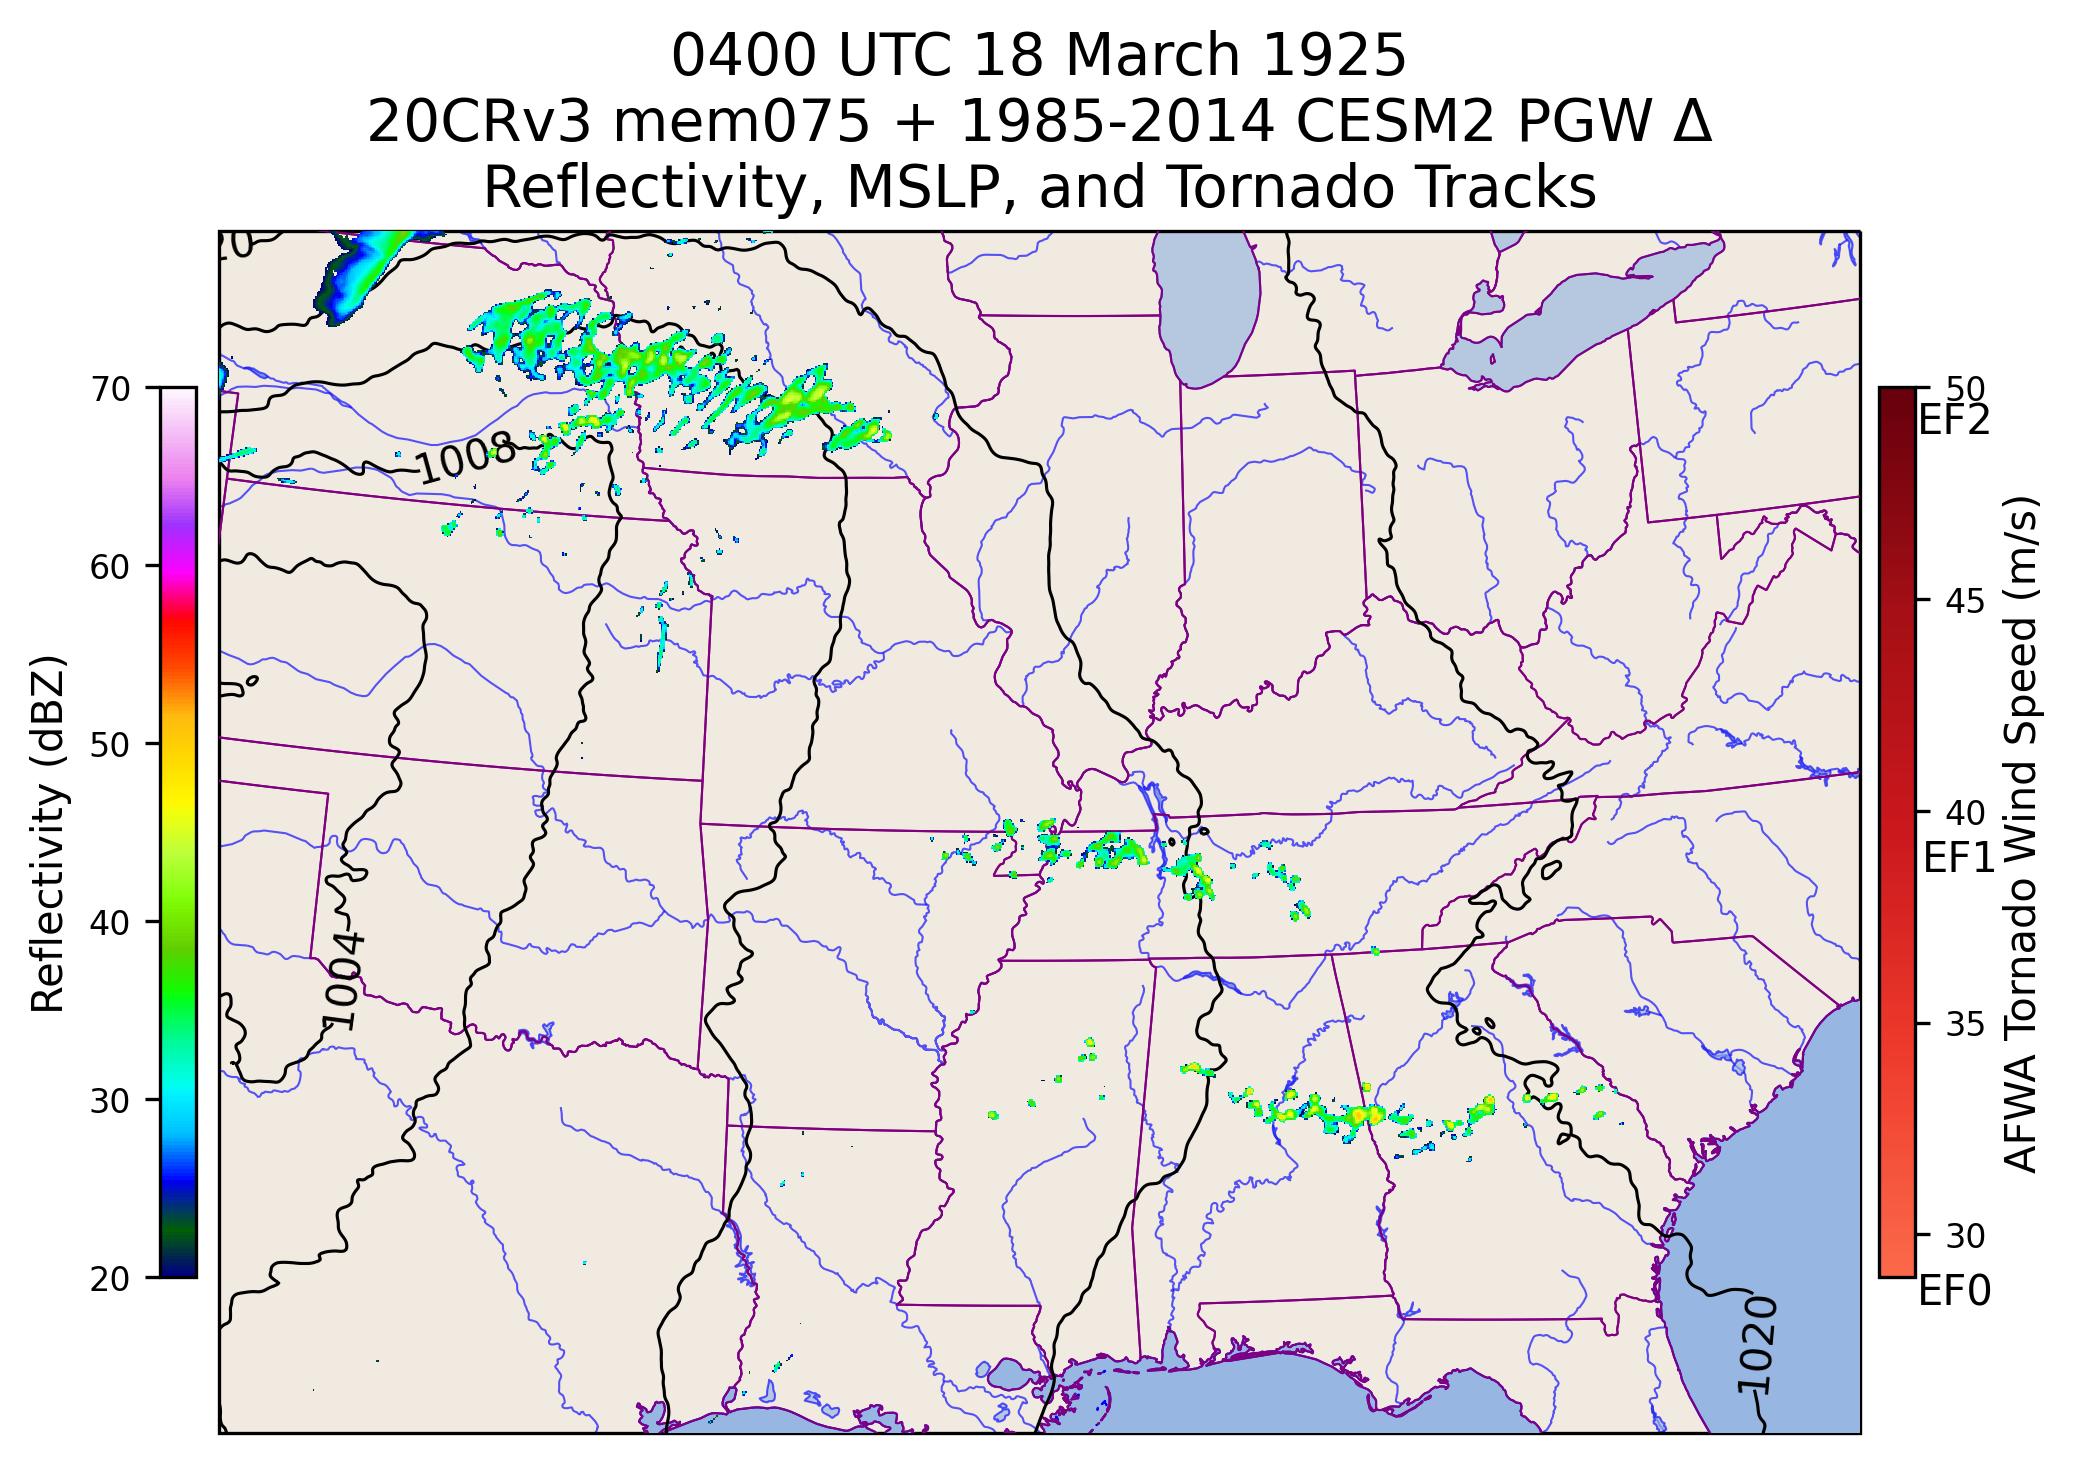 0400 UTC 18 March 1925
20CRv3 mem075 + 1985-2014 CESM2 PGW Δ
Reflectivity, MSLP, and Tornado Tracks
70
60
50
40
30
20
Reflectivity (dBZ)
1008
1004
1020
50
EF2
45
40
EF1
35
30
EF0
AFWA Tornado Wind Speed (m/s)